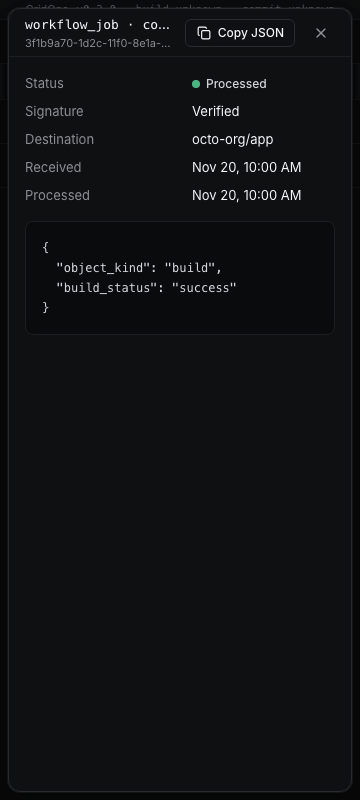 workflow_job · co...
3f1b9a70-1d2c-11f0-8e1a-...
Copy JSON
Status
Processed
Signature
Verified
Destination
octo-org/app
Received
Nov 20, 10:00 AM
Processed
Nov 20, 10:00 AM
{
"object_kind": "build",
"build_status": "success"
}